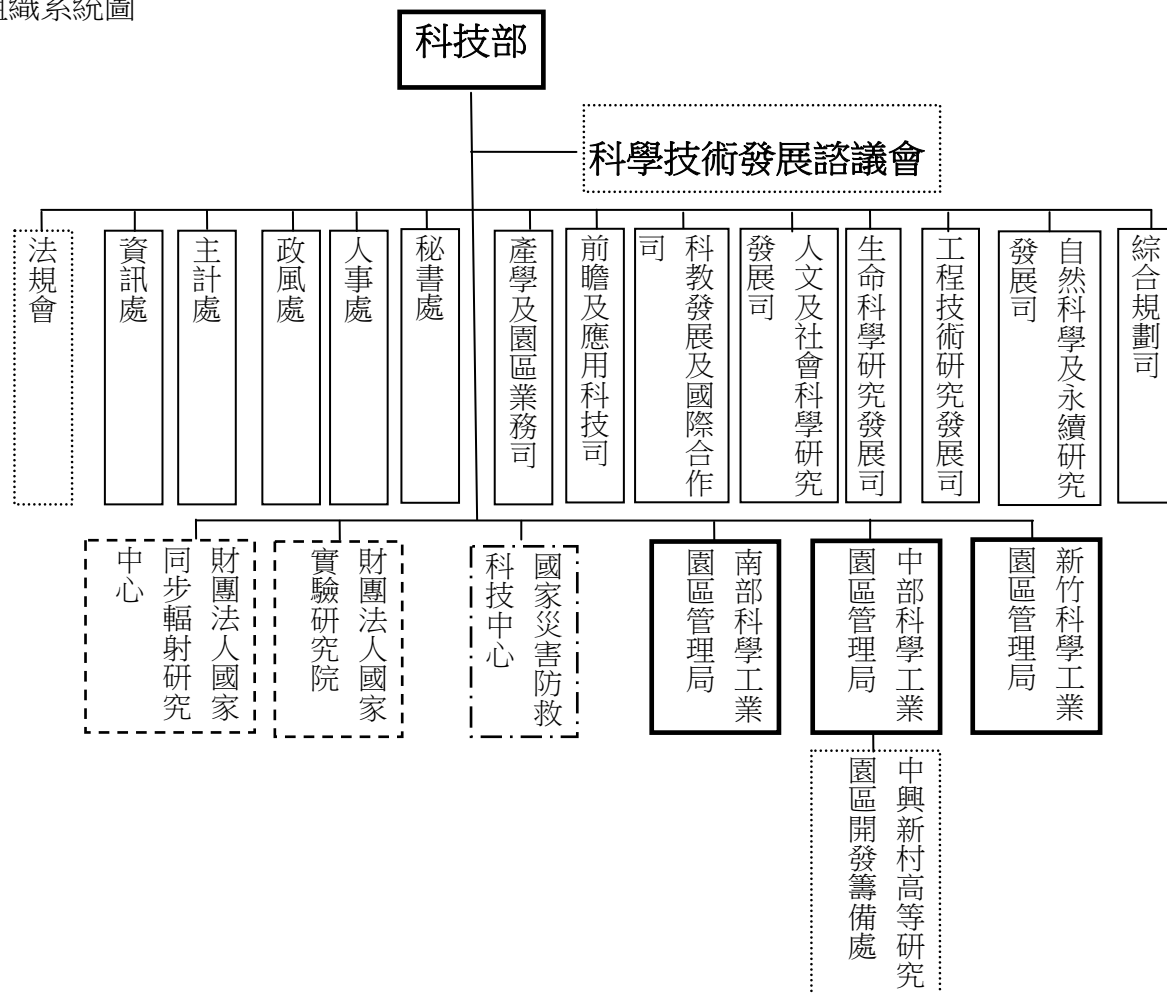 組織系統圖
科技部
科學技術發展諮議會
綜合規劃司
自然科學及永續研究
發展司
工程技術研究發展司
生命科學研究發展司
人文及社會科學研究
發展司
科教發展及國際合作
司
前瞻及應用科技司
產學及園區業務司
秘書處
人事處
政風處
主計處
資訊處
法規會
新竹科學工業
園區管理局
中部科學工業
園區管理局
南部科學工業
園區管理局
國家災害防救
科技中心
財團法人國家
實驗研究院
財團法人國家
同步輻射研究
中心
中興新村高等研究
園區開發籌備處